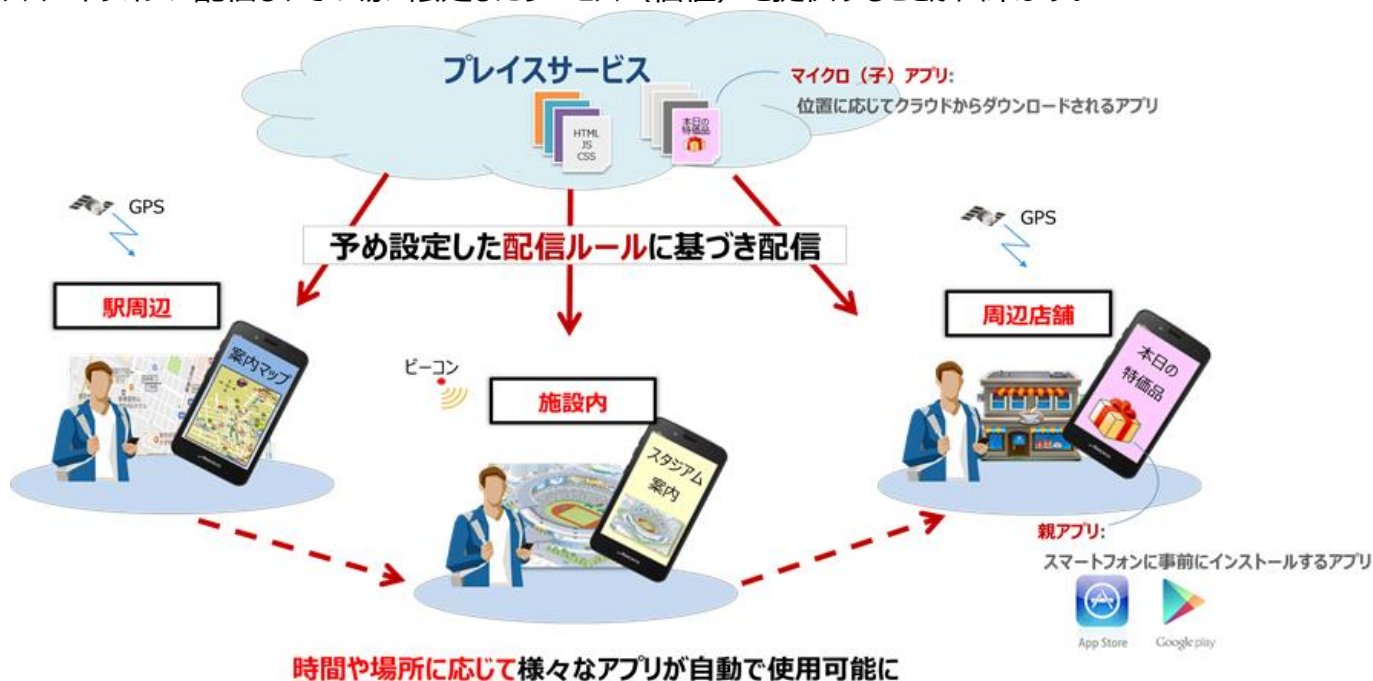 プレイスサービス
マイクロ（子）アプリ:
位置に応じてクラウドからダウンロードされるアプリ
HTML
JS
CSS
本日の
特価品
GPS
GPS
予め設定した配信ルールに基づき配信
駅周辺
周辺店舗
案内マップ
ビーコン
施設内
本日の
特価品
スタジアム
案内
親アプリ:
スマートフォンに事前にインストールするアプリ
App Store
Google play
時間や場所に応じて様々なアプリが自動で使用可能に